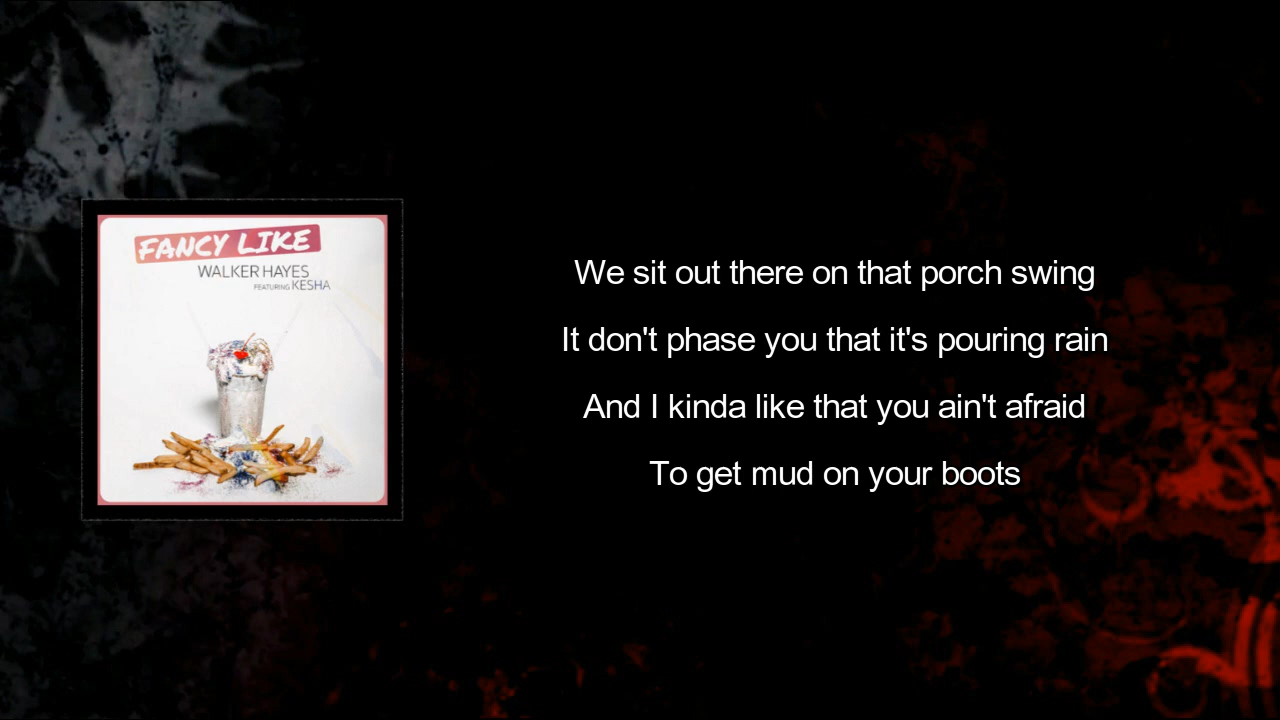 FANCY LIKE
WALKER HAYES
FEATURING KESHA
We sit out there on that porch swing
It don't phase you that it's pouring rain
And I kinda like that you ain't afraid
To get mud on your boots